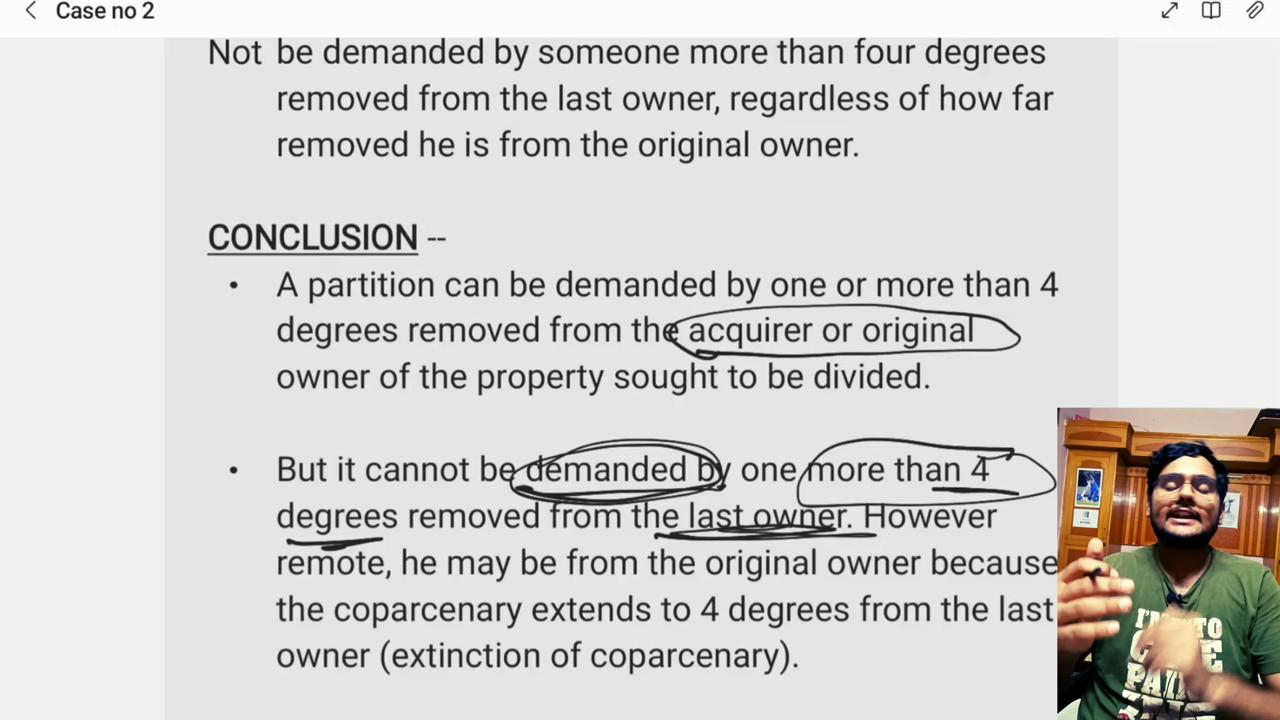 Case no 2
Not be demanded by someone more than four degrees
removed from the last owner, regardless of how far
removed he is from the original owner.
CONCLUSION --
• A partition can be demanded by one or more than 4
degrees removed from the acquirer or original
owner of the property sought to be divided.
• But it cannot be demanded by one more than 4
degrees removed from the last owner. However
remote, he may be from the original owner because
the coparcenary extends to 4 degrees from the last
owner (extinction of coparcenary).